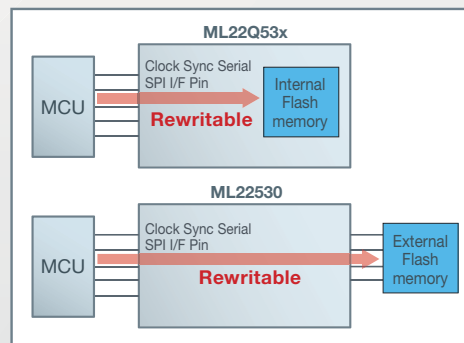 ML22Q53x
MCU
Clock Sync Serial
SPI I/F Pin
Rewritable
Internal
Flash
memory
ML22530
MCU
Clock Sync Serial
SPI I/F Pin
Rewritable
External
Flash
memory